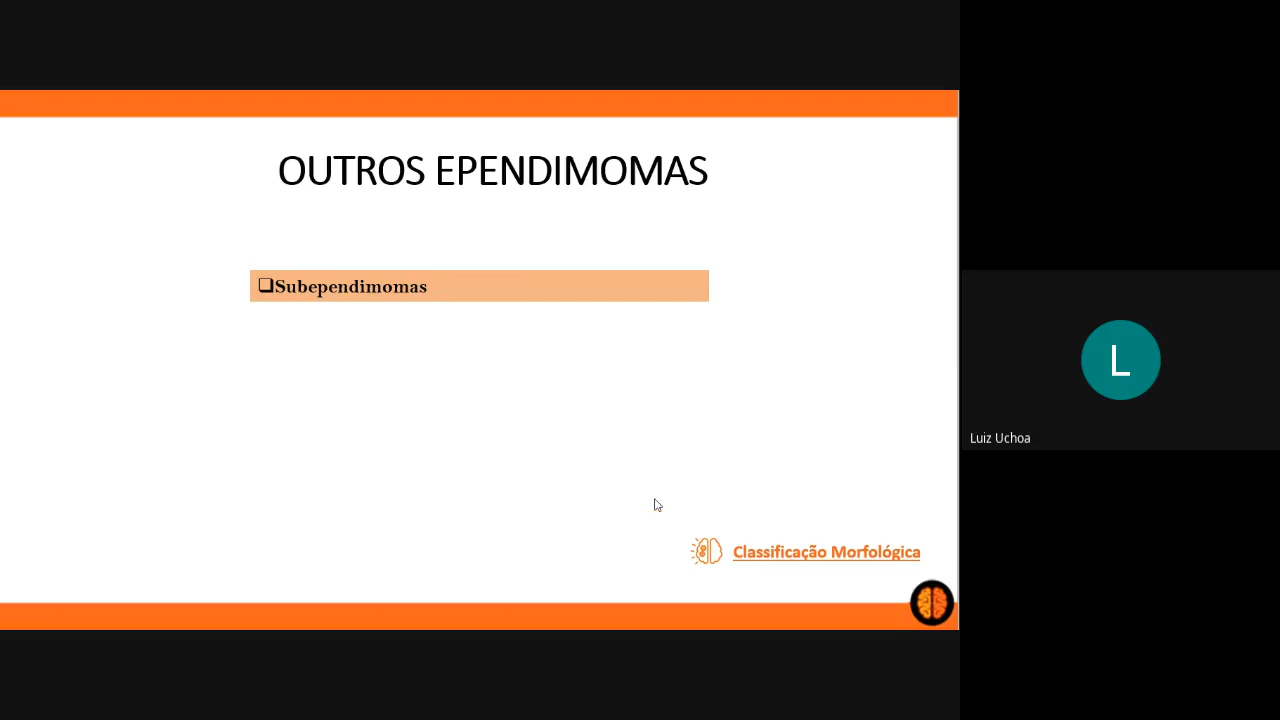 OUTROS EPENDIMOMAS
❑Subependimomas
Classificação Morfológica
L
Luiz Uchoa